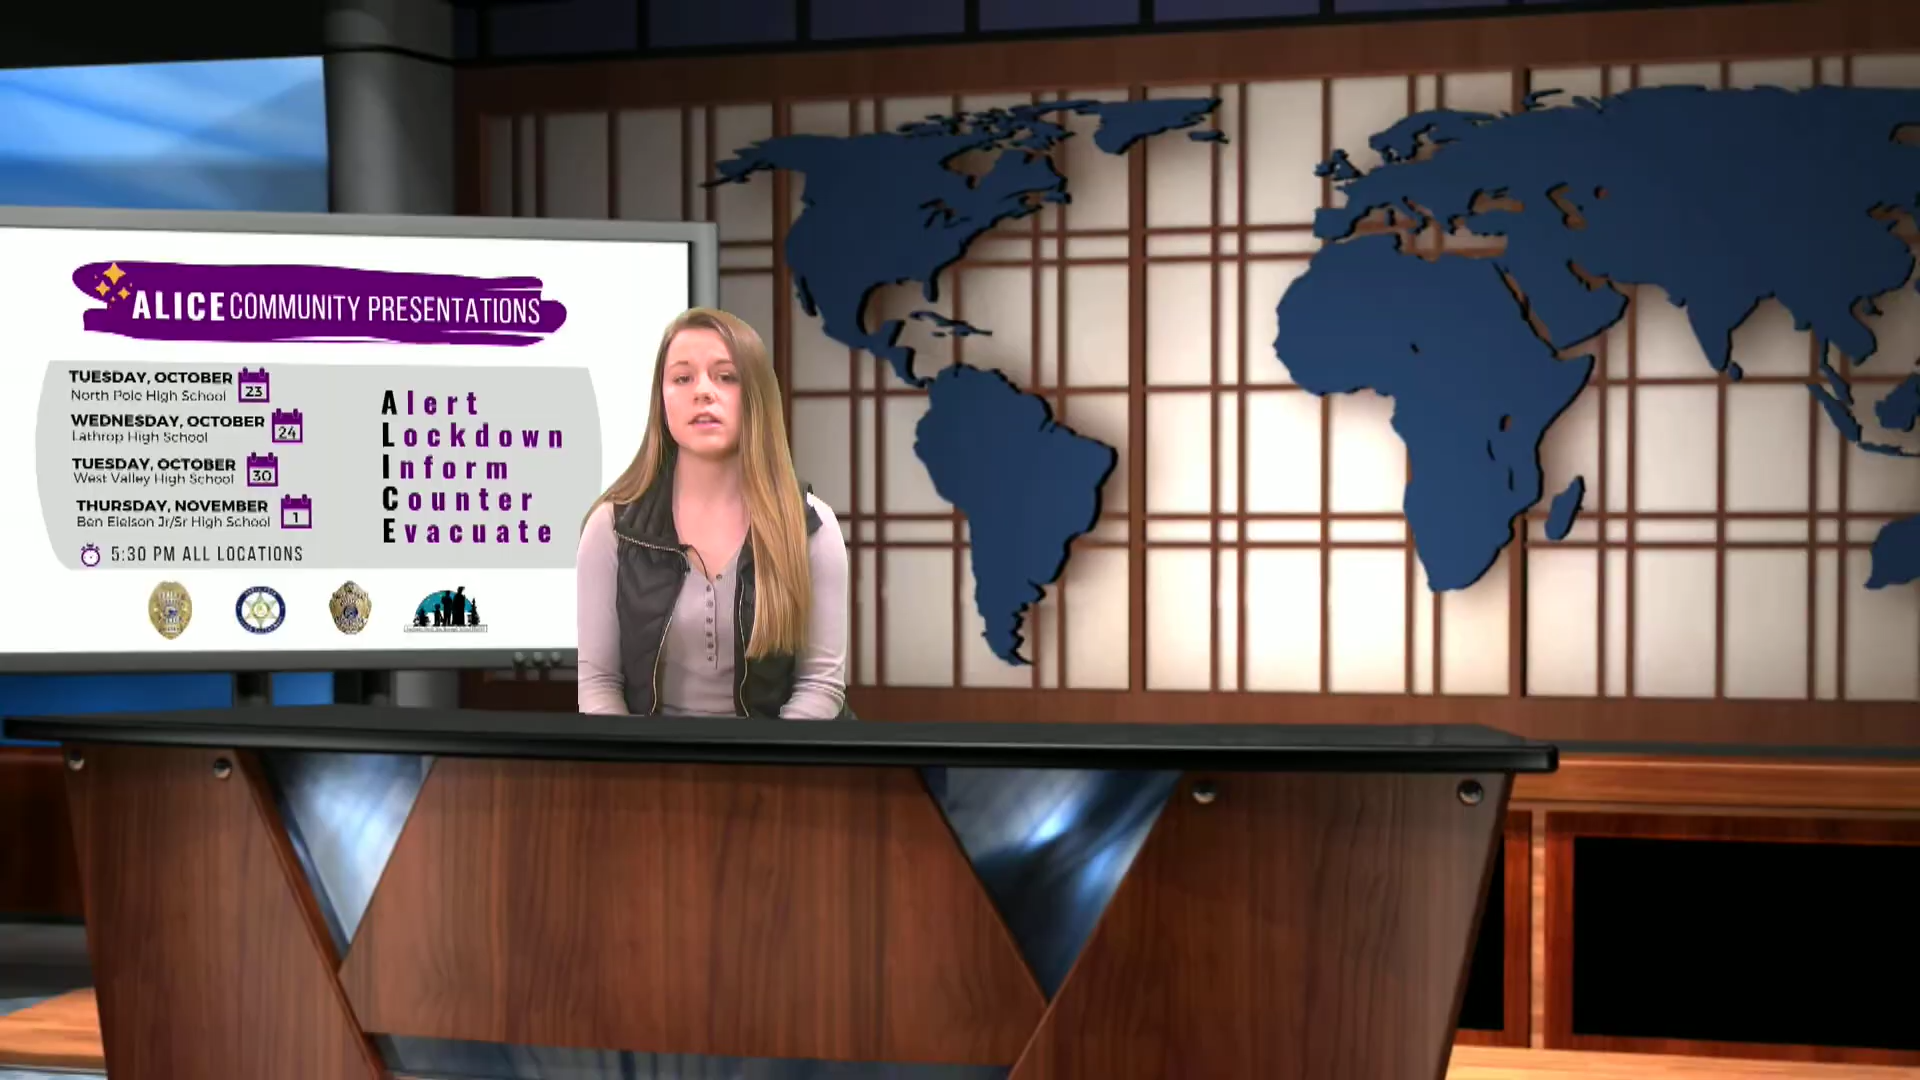 ALICE COMMUNITY PRESENTATIONS
TUESDAY, OCTOBER 23
North Pole High School
WEDNESDAY, OCTOBER 24
Lathrop High School
TUESDAY, OCTOBER 30
West Valley High School
THURSDAY, NOVEMBER 1
Ben Eielson Jr/Sr High School
5:30 PM ALL LOCATIONS
Alert
Lockdown
Inform
Counter
Evacuate